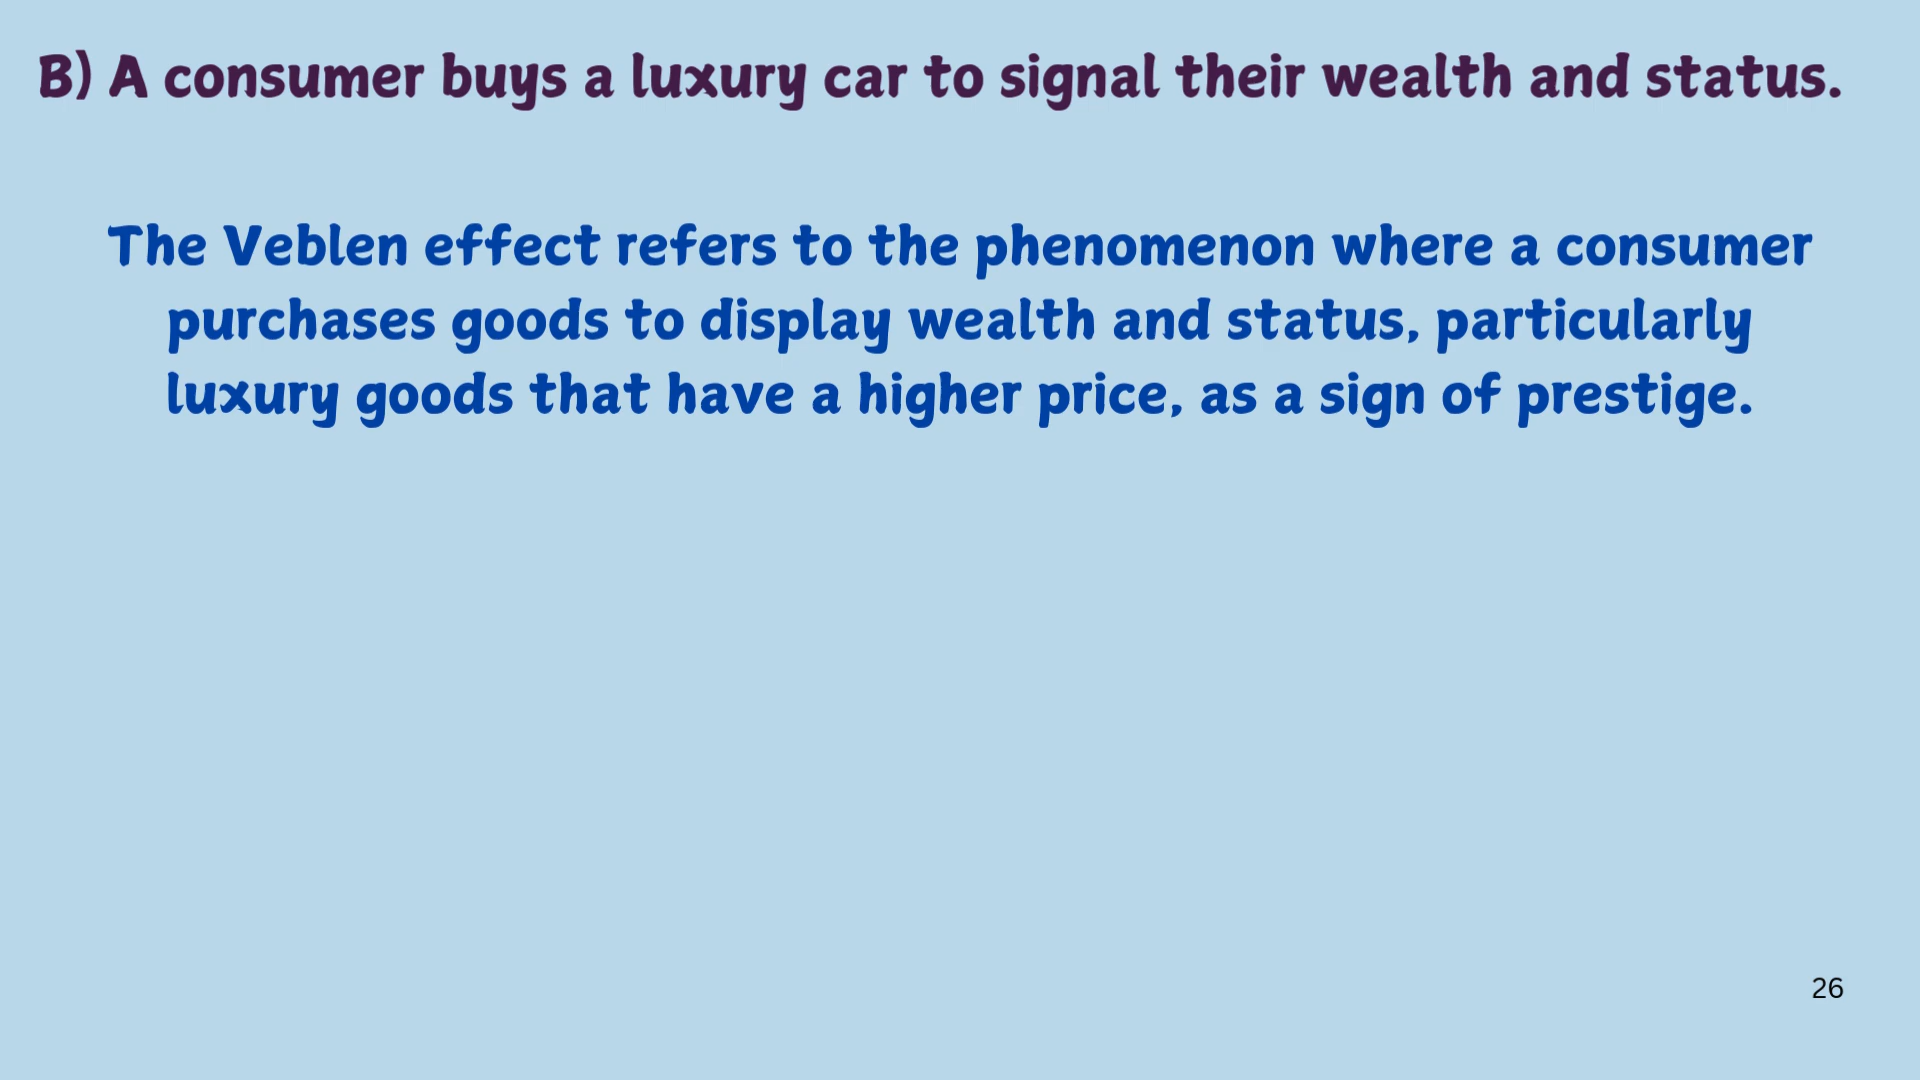 B) A consumer buys a luxury car to signal their wealth and status.
The Veblen effect refers to the phenomenon where a consumer
purchases goods to display wealth and status, particularly
luxury goods that have a higher price, as a sign of prestige.
26